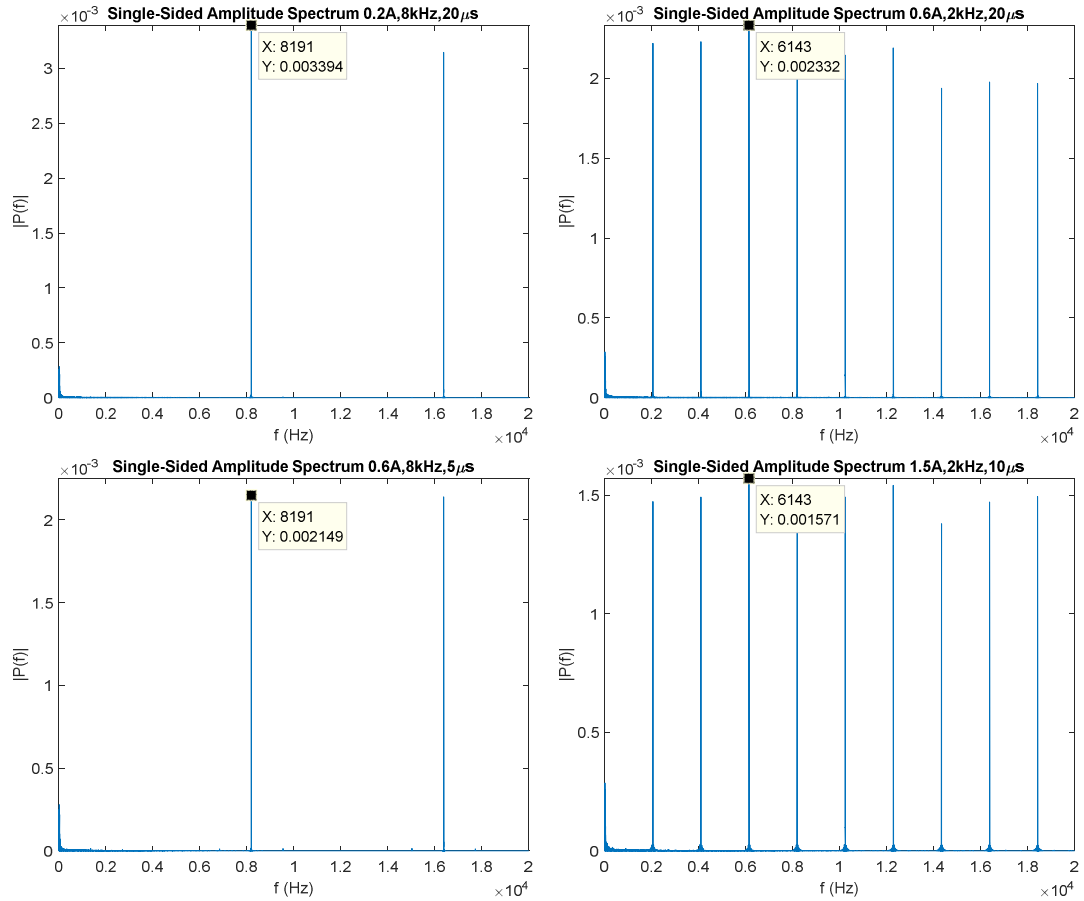 ×10⁻³
Single-Sided Amplitude Spectrum 0.2A,8kHz,20μs
X: 8191
Y: 0.003394
3
2.5
2
1.5
1
0.5
0
|P(f)|
0 0.2 0.4 0.6 0.8 1 1.2 1.4 1.6 1.8 2
f (Hz)
×10⁴
×10⁻³
Single-Sided Amplitude Spectrum 0.6A,2kHz,20μs
X: 6143
Y: 0.002332
2
1.5
1
0.5
0
|P(f)|
0 0.2 0.4 0.6 0.8 1 1.2 1.4 1.6 1.8 2
f (Hz)
×10⁴
×10⁻³
Single-Sided Amplitude Spectrum 0.6A,8kHz,5μs
X: 8191
Y: 0.002149
2
1.5
1
0.5
0
|P(f)|
0 0.2 0.4 0.6 0.8 1 1.2 1.4 1.6 1.8 2
f (Hz)
×10⁴
×10⁻³
Single-Sided Amplitude Spectrum 1.5A,2kHz,10μs
X: 6143
Y: 0.001571
1.5
1
0.5
0
|P(f)|
0 0.2 0.4 0.6 0.8 1 1.2 1.4 1.6 1.8 2
f (Hz)
×10⁴